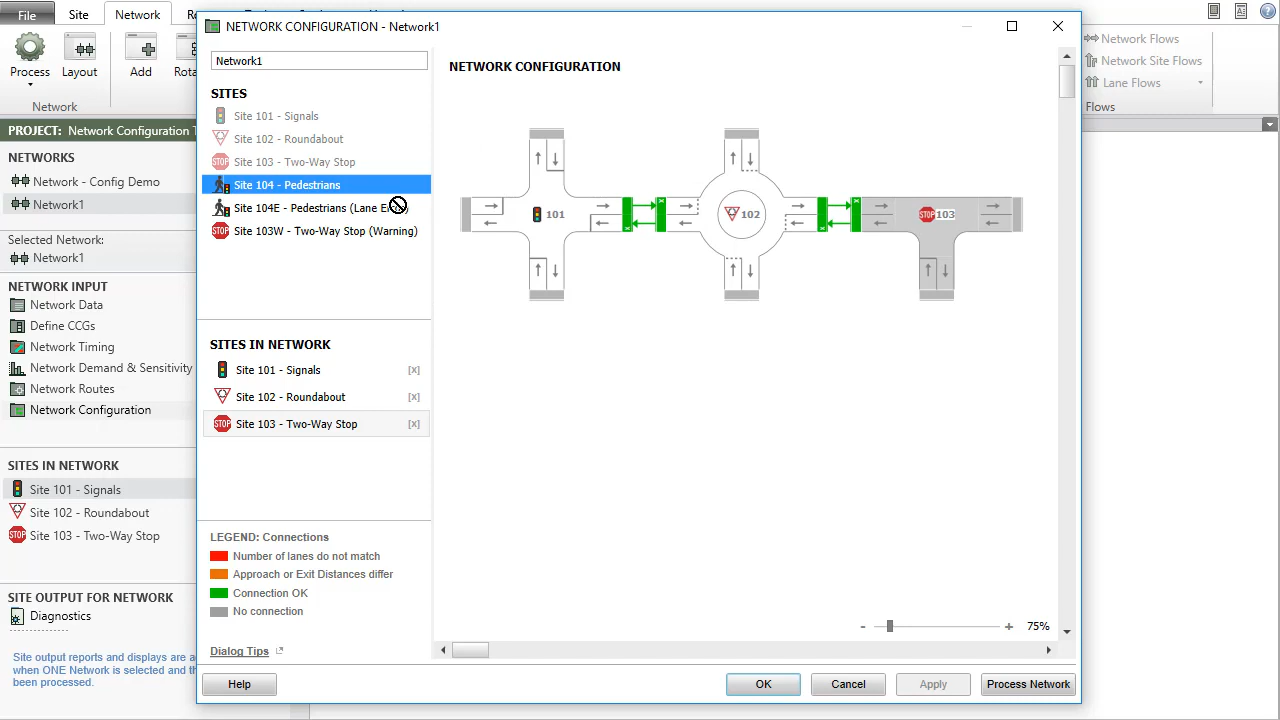 File
Site
Network
Process
Layout
Add
Network
PROJECT: Network Configuration
NETWORKS
Network - Config Demo
Network1
Selected Network:
Network1
NETWORK INPUT
Network Data
Define CCGs
Network Timing
Network Demand & Sensitivity
Network Routes
Network Configuration
SITES IN NETWORK
Site 101 - Signals
Site 102 - Roundabout
STOP Site 103 - Two-Way Stop
SITE OUTPUT FOR NETWORK
Diagnostics
Site output reports and displays are
when ONE Network is selected and
been processed.
NETWORK CONFIGURATION - Network1
Network1
SITES
Site 101 - Signals
Site 102 - Roundabout
STOP Site 103 - Two-Way Stop
Site 104 - Pedestrians
Site 104E - Pedestrians (Lane
STOP Site 103W - Two-Way Stop (Warning)
SITES IN NETWORK
Site 101 - Signals [X]
Site 102 - Roundabout [X]
STOP Site 103 - Two-Way Stop [X]
LEGEND: Connections
Number of lanes do not match
Approach or Exit Distances differ
Connection OK
No connection
Dialog Tips
NETWORK CONFIGURATION
101
102
STOP 103
- + 75%
Help
OK
Cancel
Apply
Process Network
Network Flows
Network Site Flows
Lane Flows
Flows